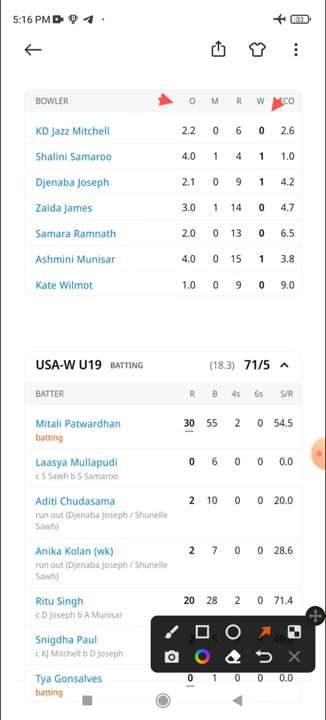 5:16 PM 33
BOWLER O M R W ECO
KD Jazz Mitchell 2.2 0 6 0 2.6
Shalini Samaroo 4.0 1 4 1 1.0
Djenaba Joseph 2.1 0 9 1 4.2
Zaida James 3.0 1 14 0 4.7
Samara Ramnath 2.0 0 13 0 6.5
Ashmini Munisar 4.0 0 15 1 3.8
Kate Wilmot 1.0 0 9 0 9.0
USA-W U19 BATTING (18.3) 71/5
BATTER R B 4s 6s S/R
Mitali Patwardhan 30 55 2 0 54.5
batting
Laasya Mullapudi 0 6 0 0 0.0
c S Sawh b S Samaroo
Aditi Chudasama 2 10 0 0 20.0
run out (Djenaba Joseph / Shunelle
Sawh)
Anika Kolan (wk) 2 7 0 0 28.6
run out (Djenaba Joseph / Shunelle
Sawh)
Ritu Singh 20 28 2 0 71.4
c D Joseph b A Munisar
Snigdha Paul
c KJ Mitchell b D Joseph
Tya Gonsalves 0 1 0 0 0.0
batting